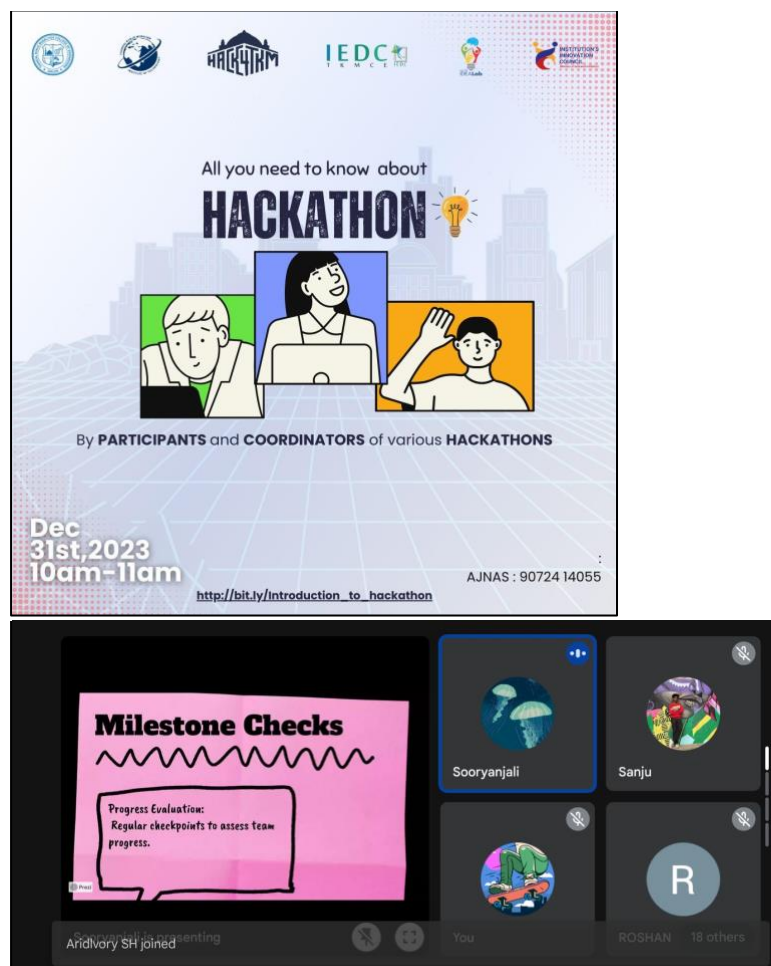 HACK4TKM
IEDC
TKMCE
INSTITUTION'S
INNOVATION
COUNCIL
All you need to know about
HACKATHON
By PARTICIPANTS and COORDINATORS of various HACKATHONS
Dec
31st,2023
10am-11am
:
AJNAS : 90724 14055
http://bit.ly/Introduction_to_hackathon
Milestone Checks
Progress Evaluation:
Regular checkpoints to assess team
progress.
Prezi
Sooryanjali
Sanju
R
Sooryanjali is presenting
AridIvory SH joined
You
ROSHAN
18 others